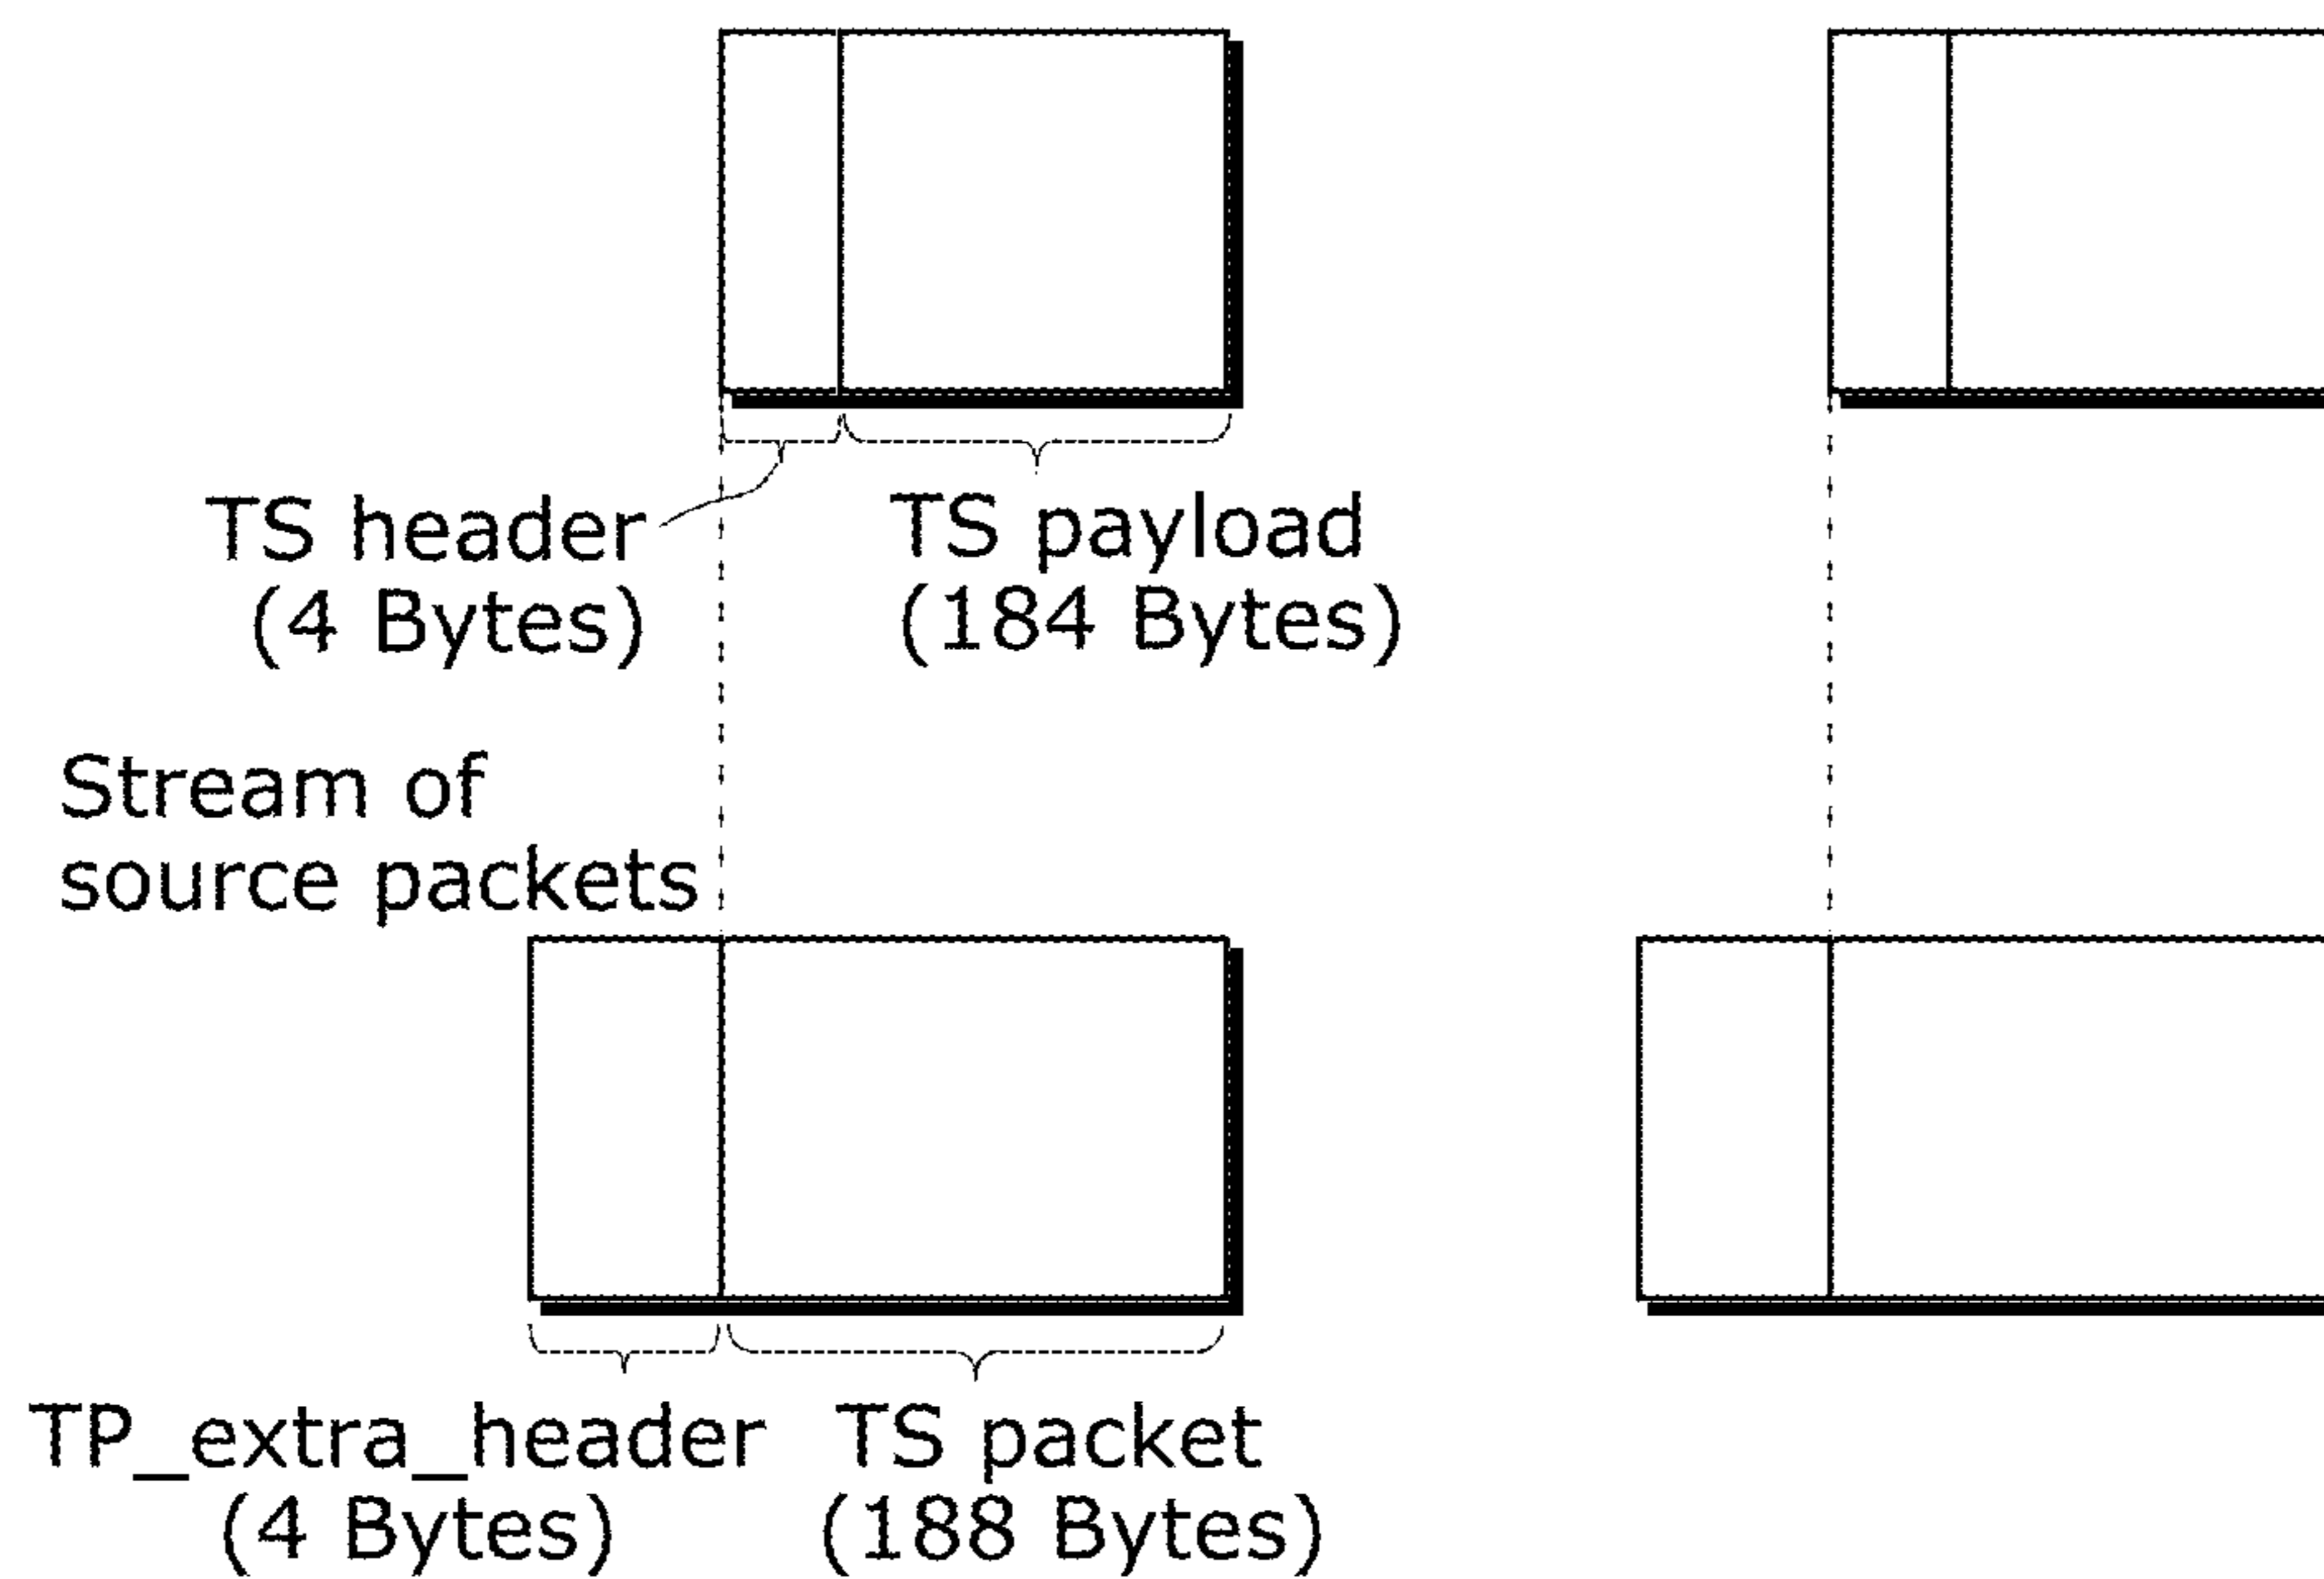 TS header
(4 Bytes)
TS payload
(184 Bytes)
Stream of
source packets
TP_extra_header
(4 Bytes)
TS packet
(188 Bytes)